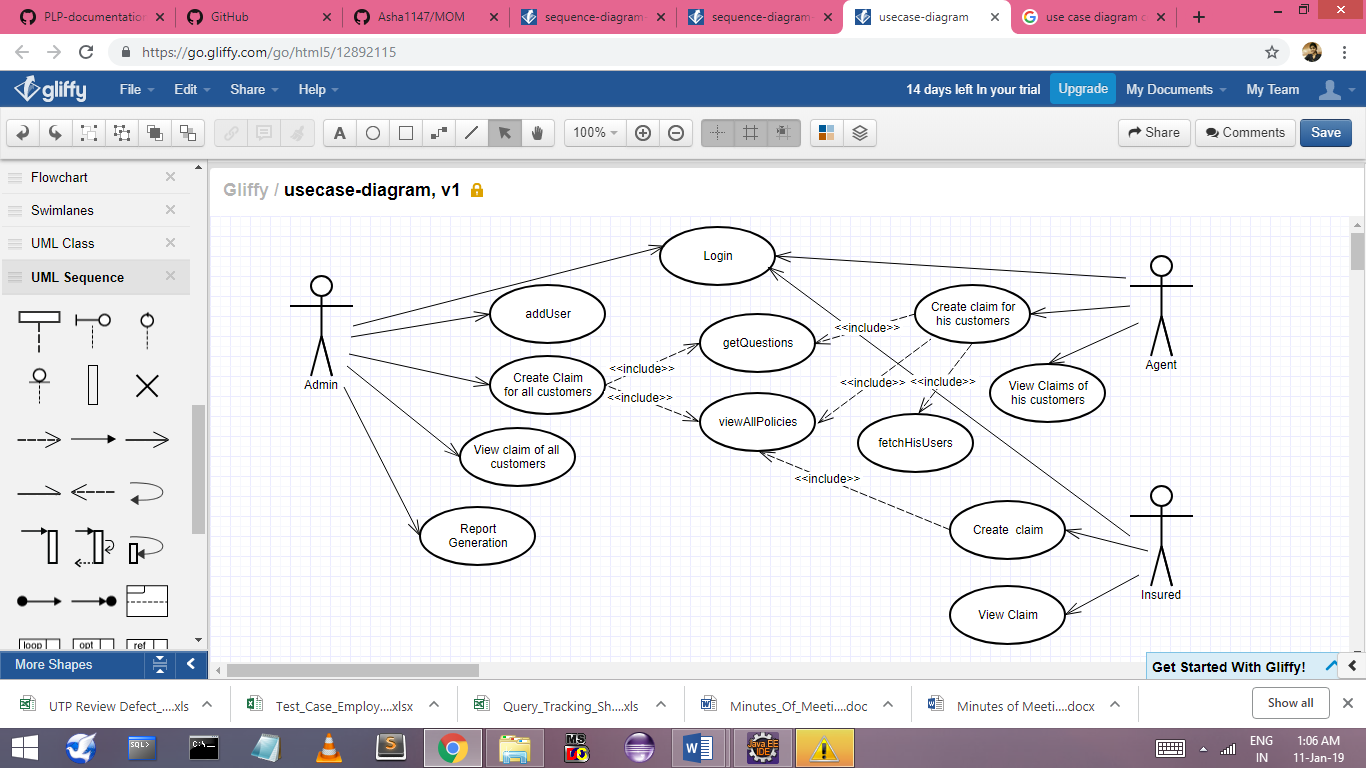 PLP-documentation
GitHub
Asha1147/MOM
sequence-diagram-
sequence-diagram
usecase-diagram
use case diagram c
https://go.gliffy.com/go/html5/12892115
gliffy
File
Edit
Share
Help
14 days left In your trial
Upgrade
My Documents
My Team
A
100%
Share
Comments
Save
Flowchart
Swimlanes
UML Class
UML Sequence
loop
opt
ref
More Shapes
Gliffy / usecase-diagram, v1
Login
addUser
Create claim for
his customers
<<include>>
getQuestions
Admin
Agent
<<include>>
Create Claim
for all customers
<<include>>
<<include>>
<<include>>
View Claims of
his customers
viewAllPolicies
fetchHisUsers
View claim of all
customers
<<include>>
Report
Generation
Create  claim
Insured
View Claim
Get Started With Gliffy!
UTP Review Defect_....xls
Test_Case_Employ....xlsx
Query_Tracking_Sh....xls
Minutes_Of_Meeti....doc
Minutes of Meeti....docx
Show all
SQL>
C:\_
S
MS
W
Java EE
IDE
ENG
IN
1:06 AM
11-Jan-19